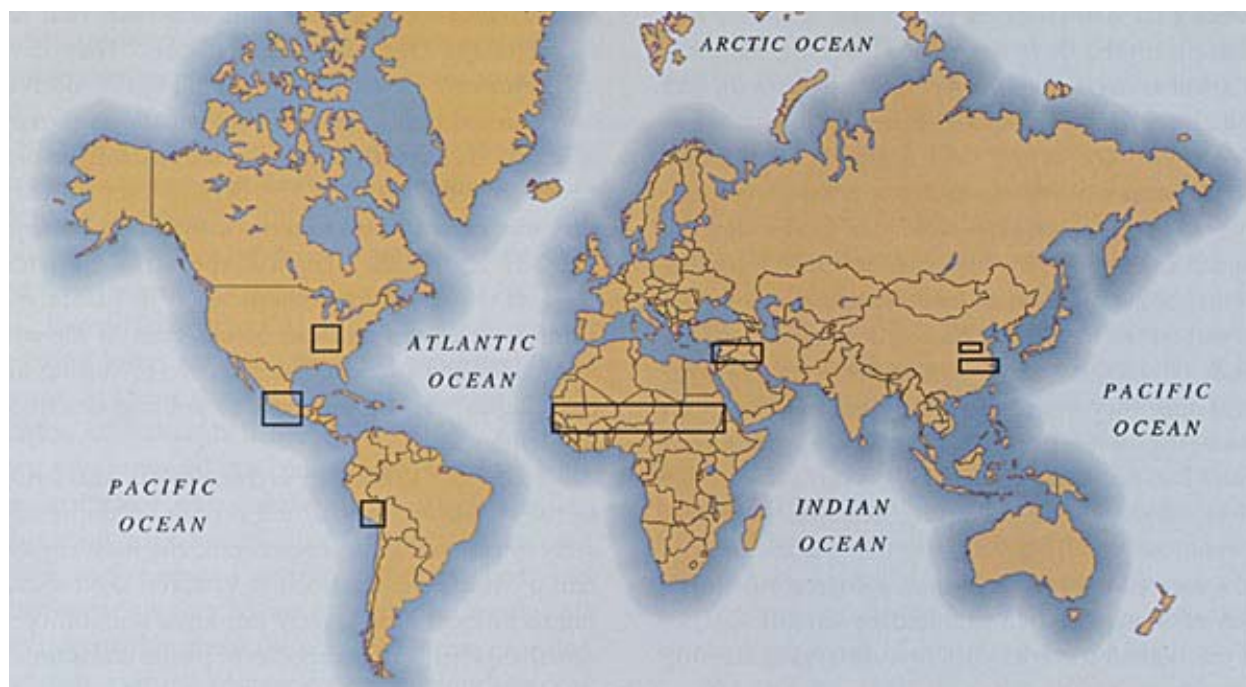 ARCTIC OCEAN
ATLANTIC
OCEAN
PACIFIC
OCEAN
PACIFIC
OCEAN
INDIAN
OCEAN